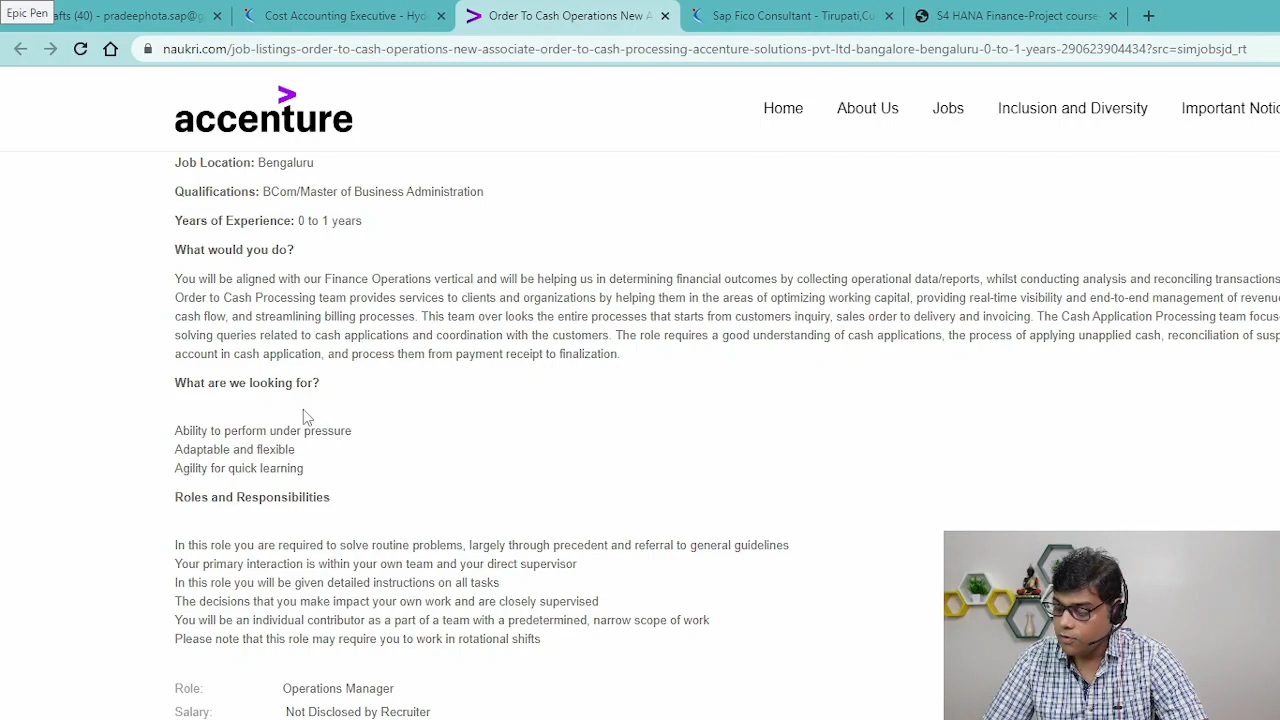 Epic Pen
afts (40) - pradeephota.sap@g
Cost Accounting Executive - Hyd
Order To Cash Operations New A
Sap Fico Consultant - Tirupati,Cu
S4 HANA Finance-Project course
naukri.com/job-listings-order-to-cash-operations-new-associate-order-to-cash-processing-accenture-solutions-pvt-ltd-bangalore-bengaluru-0-to-1-years-290623904434?src=simjobsjd_rt
accenture
Home About Us Jobs Inclusion and Diversity Important Notic
Job Location: Bengaluru
Qualifications: BCom/Master of Business Administration
Years of Experience: 0 to 1 years
What would you do?
You will be aligned with our Finance Operations vertical and will be helping us in determining financial outcomes by collecting operational data/reports, whilst conducting analysis and reconciling transactions
Order to Cash Processing team provides services to clients and organizations by helping them in the areas of optimizing working capital, providing real-time visibility and end-to-end management of revenue
cash flow, and streamlining billing processes. This team over looks the entire processes that starts from customers inquiry, sales order to delivery and invoicing. The Cash Application Processing team focus
solving queries related to cash applications and coordination with the customers. The role requires a good understanding of cash applications, the process of applying unapplied cash, reconciliation of susp
account in cash application, and process them from payment receipt to finalization.
What are we looking for?
Ability to perform under pressure
Adaptable and flexible
Agility for quick learning
Roles and Responsibilities
In this role you are required to solve routine problems, largely through precedent and referral to general guidelines
Your primary interaction is within your own team and your direct supervisor
In this role you will be given detailed instructions on all tasks
The decisions that you make impact your own work and are closely supervised
You will be an individual contributor as a part of a team with a predetermined, narrow scope of work
Please note that this role may require you to work in rotational shifts
Role: Operations Manager
Salary: Not Disclosed by Recruiter